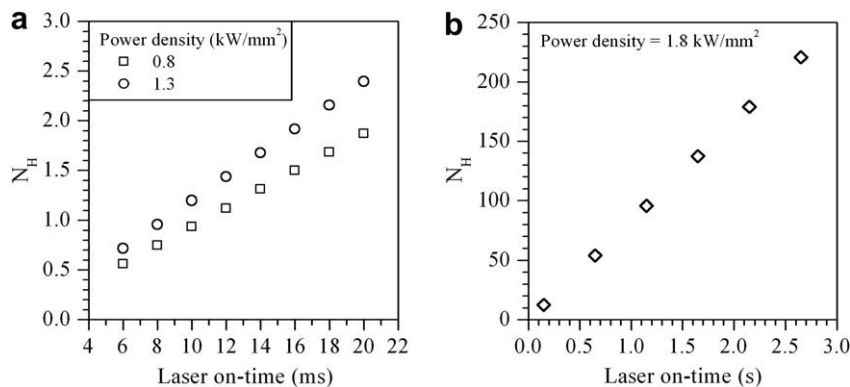 a
Power density (kW/mm²)
0.8
1.3
N_H
3.0
2.5
2.0
1.5
1.0
0.5
0.0
4 6 8 10 12 14 16 18 20 22
Laser on-time (ms)
b
Power density = 1.8 kW/mm²
N_H
250
200
150
100
50
0
0.0 0.5 1.0 1.5 2.0 2.5 3.0
Laser on-time (s)